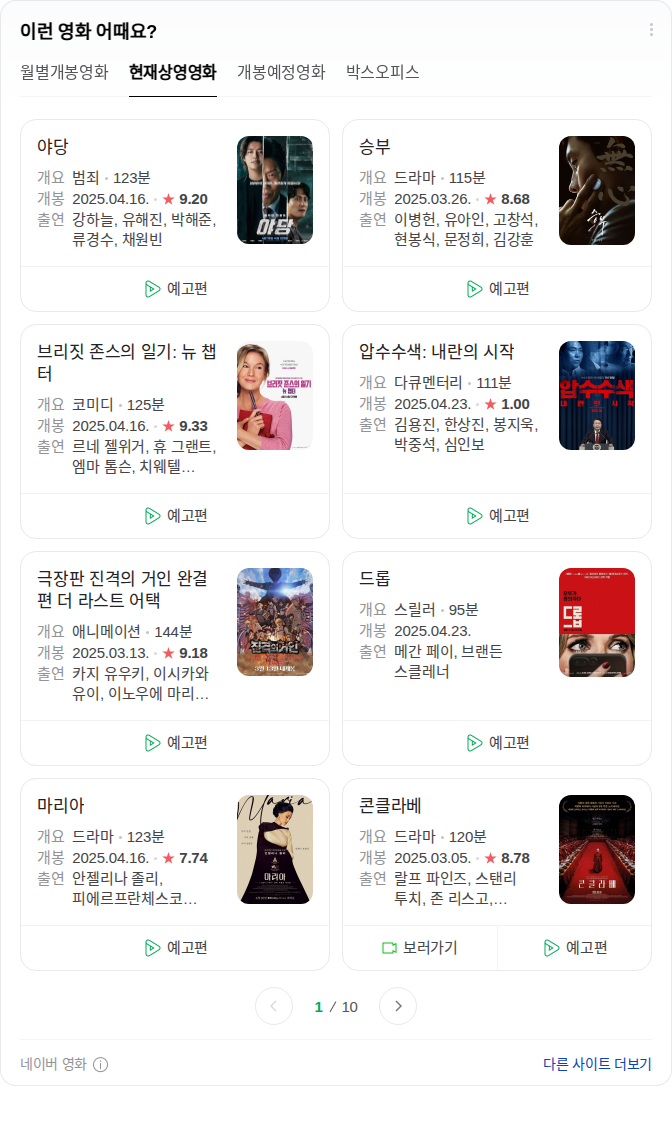 이런 영화 어때요?
월별개봉영화 현재상영영화 개봉예정영화 박스오피스
야당
개요 범죄 · 123분
개봉 2025.04.16. · ★ 9.20
출연 강하늘, 유해진, 박해준,
류경수, 채원빈
야당
예고편
승부
개요 드라마 · 115분
개봉 2025.03.26. · ★ 8.68
출연 이병헌, 유아인, 고창석,
현봉식, 문정희, 김강훈
승부
예고편
브리짓 존스의 일기: 뉴 챕
터
개요 코미디 · 125분
개봉 2025.04.16. · ★ 9.33
출연 르네 젤위거, 휴 그랜트,
엠마 톰슨, 치웨텔…
브리짓 존스의 일기
뉴 챕터
예고편
압수수색: 내란의 시작
개요 다큐멘터리 · 111분
개봉 2025.04.23. · ★ 1.00
출연 김용진, 한상진, 봉지욱,
박중석, 심인보
압수수색
내란의 시작
예고편
극장판 진격의 거인 완결
편 더 라스트 어택
개요 애니메이션 · 144분
개봉 2025.03.13. · ★ 9.18
출연 카지 유우키, 이시카와
유이, 이노우에 마리…
진격의 거인
3월 13일 대개봉
예고편
드롭
개요 스릴러 · 95분
개봉 2025.04.23.
출연 메간 페이, 브랜든
스클레너
드롭
예고편
마리아
개요 드라마 · 123분
개봉 2025.04.16. · ★ 7.74
출연 안젤리나 졸리,
피에르프란체스코…
Maria
마리아
예고편
콘클라베
개요 드라마 · 120분
개봉 2025.03.05. · ★ 8.78
출연 랄프 파인즈, 스탠리
투치, 존 리스고,…
콘클라베
보러가기 예고편
1 / 10
네이버 영화
다른 사이트 더보기